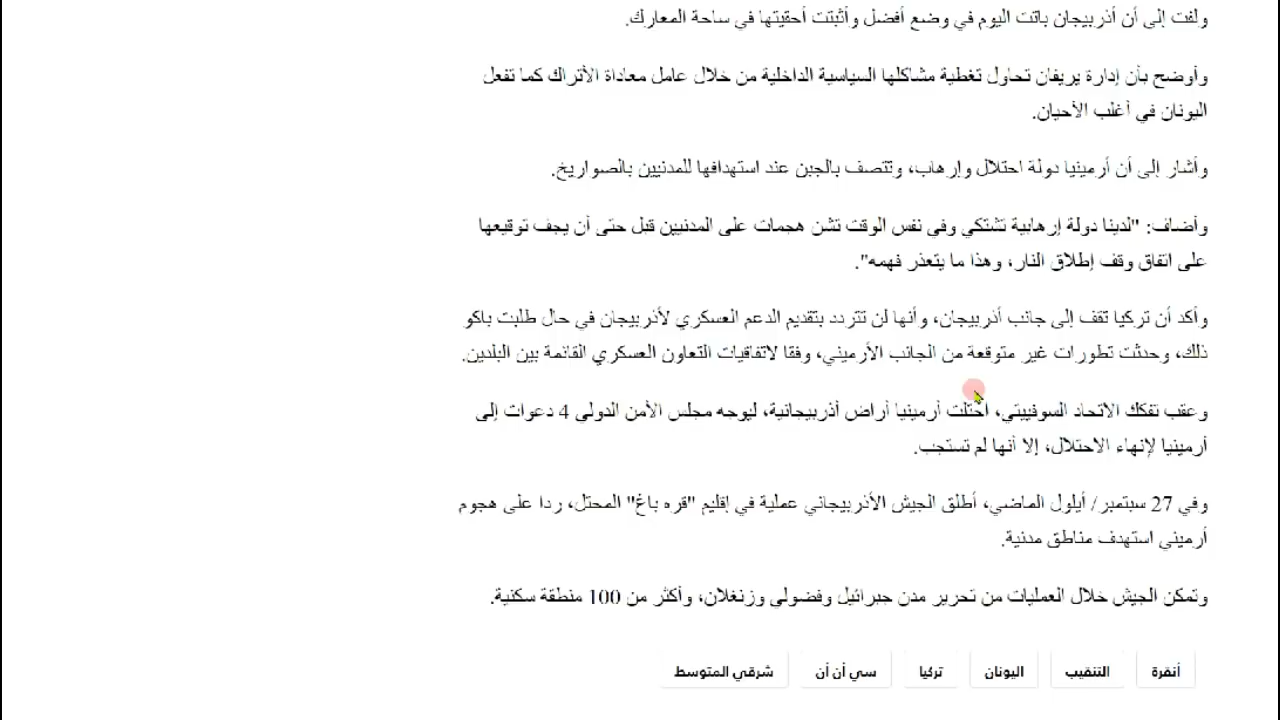 ولفت إلى أن أذربيجان باتت اليوم في وضع أفضل وأثبتت أحقيتها في ساحة المعارك.
وأوضح بأن إدارة يريفان تحاول تغطية مشاكلها السياسية الداخلية من خلال عامل معاداة الأتراك كما تفعل
اليونان في أغلب الأحيان.
وأشار إلى أن أرمينيا دولة احتلال وإرهاب، وتتصف بالجبن عند استهدافها للمدنيين بالصواريخ.
وأضاف: "لدينا دولة إرهابية تشتكي وفي نفس الوقت تشن هجمات على المدنيين قبل حتى أن يجف توقيعها
على اتفاق وقف إطلاق النار، وهذا ما يتعذر فهمه".
وأكد أن تركيا تقف إلى جانب أذربيجان، وأنها لن تتردد بتقديم الدعم العسكري لأذربيجان في حال طلبت باكو
ذلك، وحدثت تطورات غير متوقعة من الجانب الأرميني، وفقا لاتفاقيات التعاون العسكري القائمة بين البلدين.
وعقب تفكك الاتحاد السوفييتي، احتلت أرمينيا أراض أذربيجانية، ليوجه مجلس الأمن الدولي 4 دعوات إلى
أرمينيا لإنهاء الاحتلال، إلا أنها لم تستجب.
وفي 27 سبتمبر/ أيلول الماضي، أطلق الجيش الأذربيجاني عملية في إقليم "قره باغ" المحتل، ردا على هجوم
أرميني استهدف مناطق مدنية.
وتمكن الجيش خلال العمليات من تحرير مدن جبرائيل وفضولي وزنغلان، وأكثر من 100 منطقة سكنية.
أنقرة التنقيب اليونان تركيا سي أن أن شرقي المتوسط